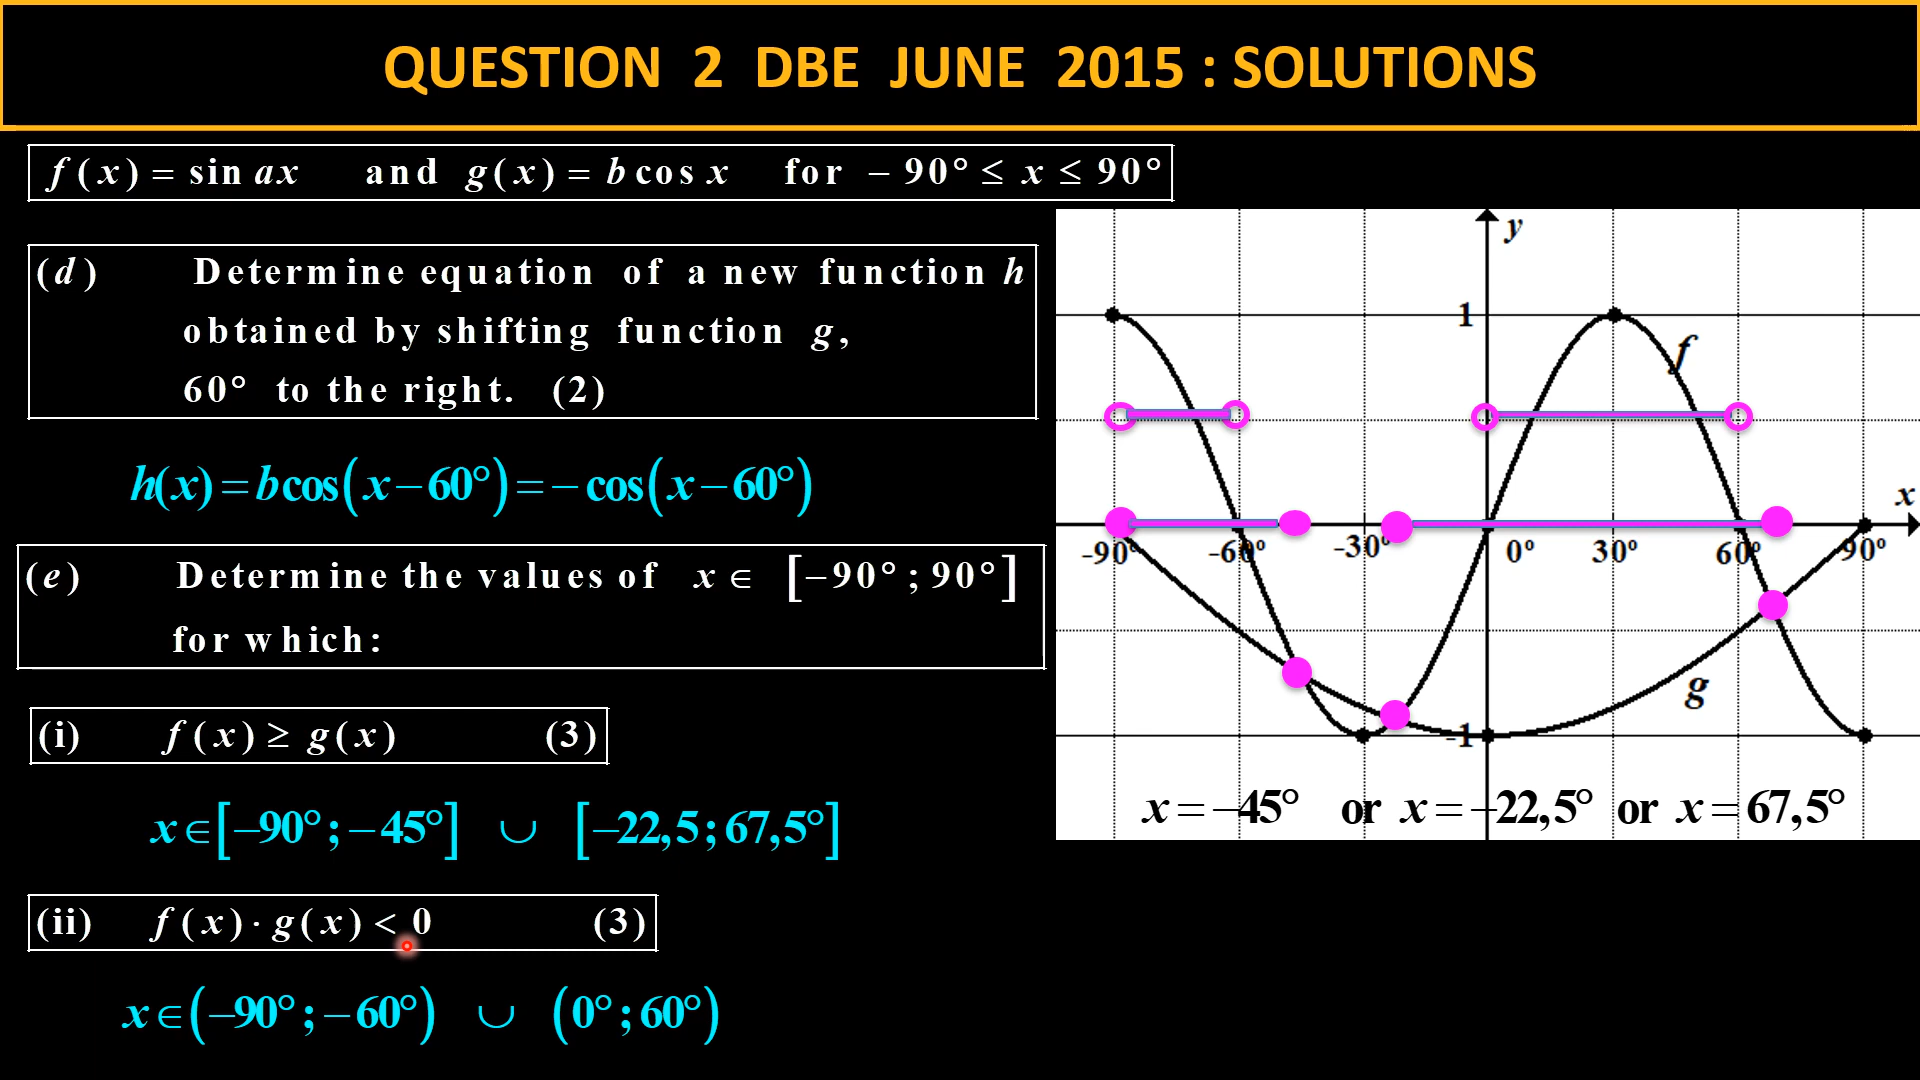 QUESTION 2 DBE JUNE 2015 : SOLUTIONS
f(x) = sin ax and g(x) = b cos x for − 90° ≤ x ≤ 90°
(d) Determine equation of a new function h
obtained by shifting function g,
60° to the right. (2)
h(x) = b cos(x − 60°) = − cos(x − 60°)
(e) Determine the values of x ∈ [−90° ; 90°]
for which:
(i) f(x) ≥ g(x) (3)
x ∈ [−90° ; −45°] ∪ [−22,5 ; 67,5°]
(ii) f(x) · g(x) < 0 (3)
x ∈ (−90° ; −60°) ∪ (0° ; 60°)
y
1
f
x
-90° -60° -30° 0° 30° 60° 90°
g
-1
x = −45° or x = −22,5° or x = 67,5°